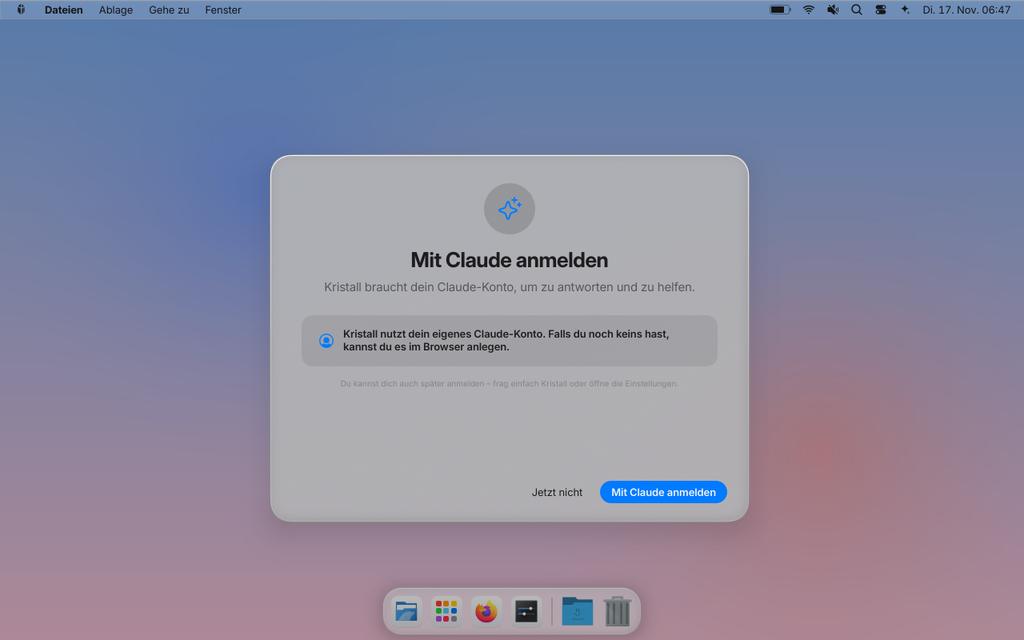 Dateien Ablage Gehe zu Fenster Di. 17. Nov. 06:47
Mit Claude anmelden
Kristall braucht dein Claude-Konto, um zu antworten und zu helfen.
Kristall nutzt dein eigenes Claude-Konto. Falls du noch keins hast,
kannst du es im Browser anlegen.
Du kannst dich auch später anmelden – frag einfach Kristall oder öffne die Einstellungen.
Jetzt nicht Mit Claude anmelden